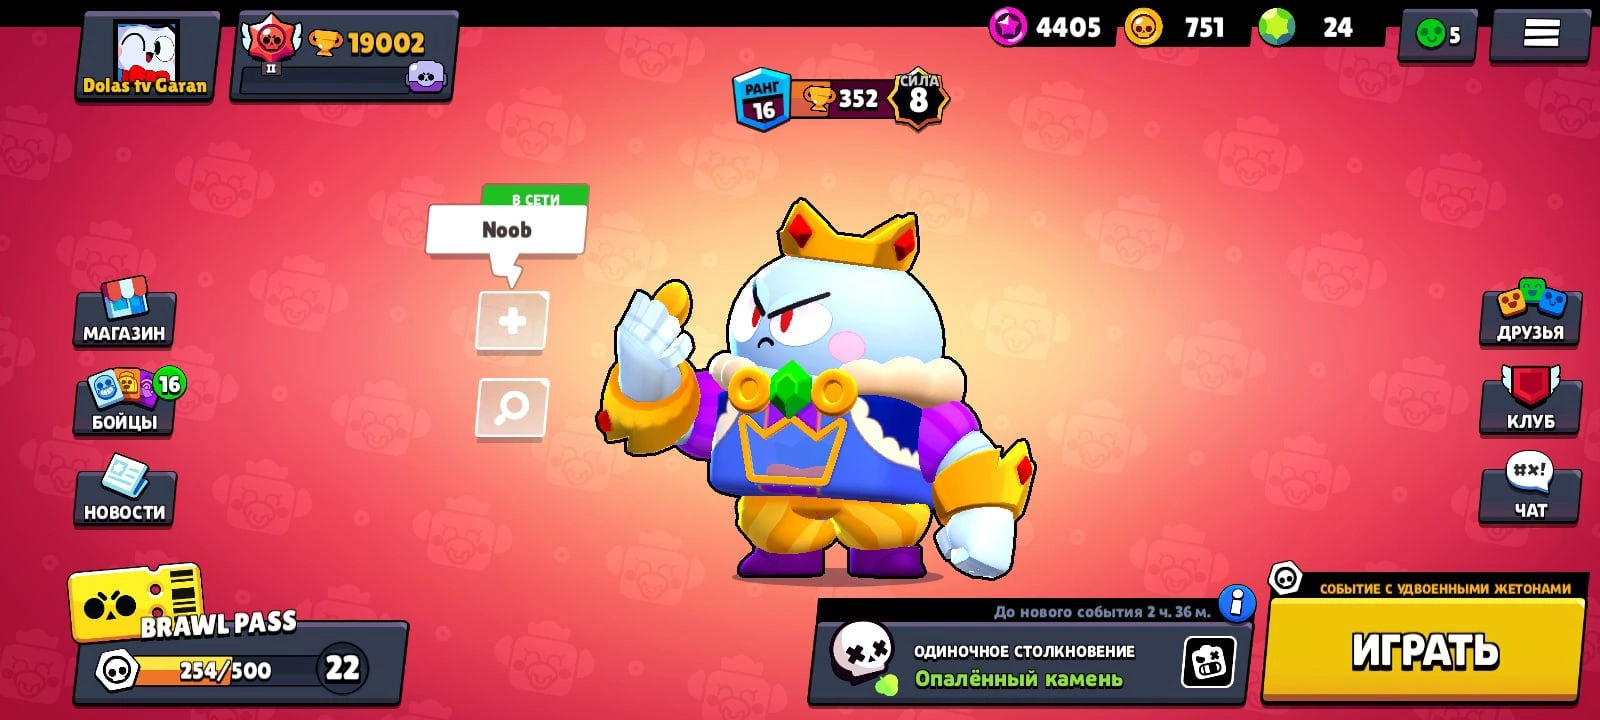 Dolas tv Garan
II
19002
4405
751
24
5
РАНГ
16
352
СИЛА
8
В СЕТИ
Noob
МАГАЗИН
16
БОЙЦЫ
НОВОСТИ
ДРУЗЬЯ
КЛУБ
#x!
ЧАТ
BRAWL PASS
254/500
22
До нового события 2 ч. 36 м.
i
ОДИНОЧНОЕ СТОЛКНОВЕНИЕ
Опалённый камень
СОБЫТИЕ С УДВОЕННЫМИ ЖЕТОНАМИ
ИГРАТЬ